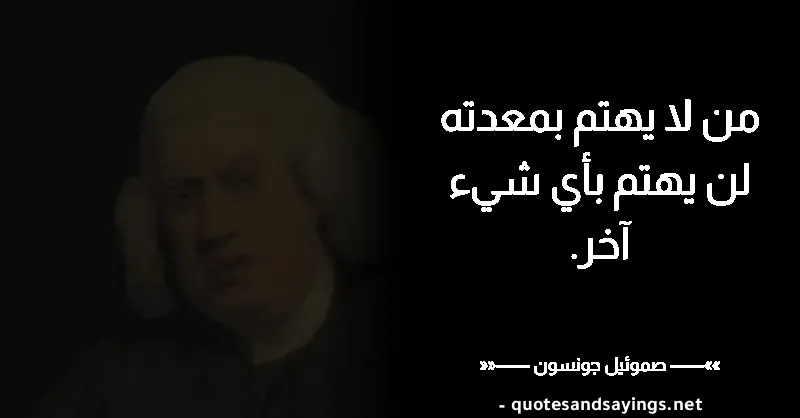 من لا يهتم بمعدته
لن يهتم بأي شيء
آخر.
»»—— صموئيل جونسون ——««
- quotesandsayings.net